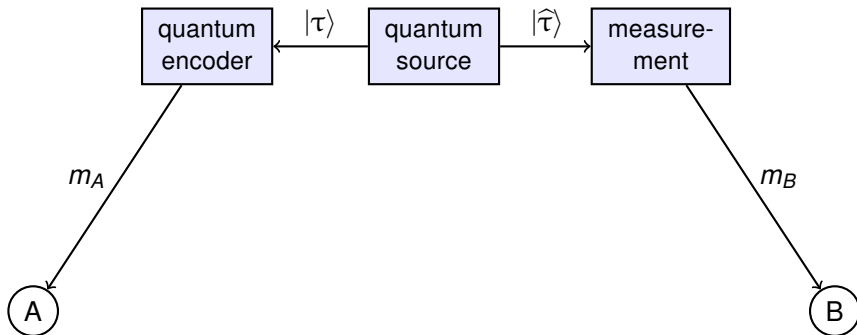 |τ⟩
|τ̂⟩
quantum
encoder
quantum
source
measure-
ment
m_A
m_B
A
B